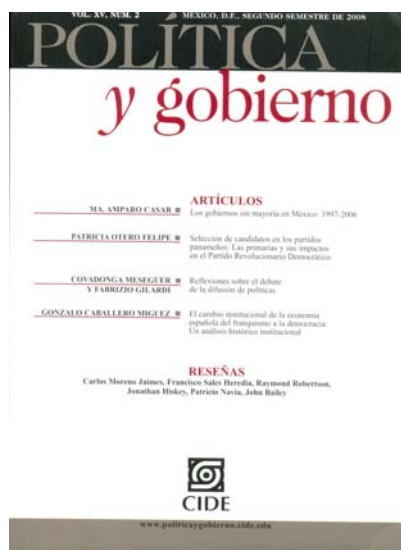 VOL. XV, NÚM. 2 MÉXICO, D.F., SEGUNDO SEMESTRE DE 2008
POLÍTICA
y gobierno
ARTÍCULOS
MA. AMPARO CASAR
Los gobiernos sin mayoría en México: 1997-2006
PATRICIA OTERO FELIPE
Selección de candidatos en los partidos
panameños: Las primarias y sus impactos
en el Partido Revolucionario Democrático
COVADONGA MESEGUER
Y FABRIZIO GILARDI
Reflexiones sobre el debate
de la difusión de políticas
GONZALO CABALLERO MIGUEZ
El cambio institucional de la economía
española del franquismo a la democracia:
Un análisis histórico institucional
RESEÑAS
Carlos Moreno Jaimes, Francisco Sales Heredia, Raymond Robertson,
Jonathan Hiskey, Patricio Navia, John Bailey
CIDE
www.politicaygobierno.cide.edu